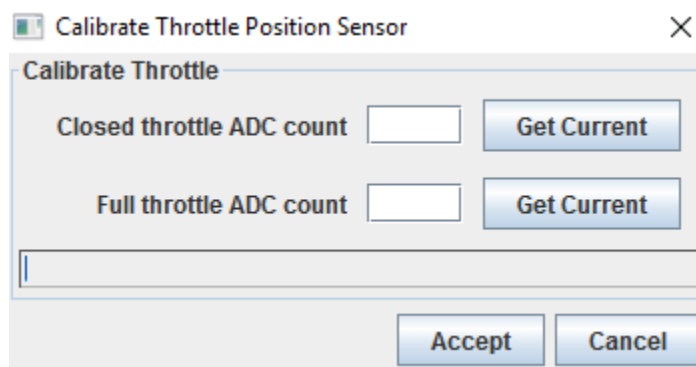 Calibrate Throttle Position Sensor
Calibrate Throttle
Closed throttle ADC count Get Current
Full throttle ADC count Get Current
Accept Cancel